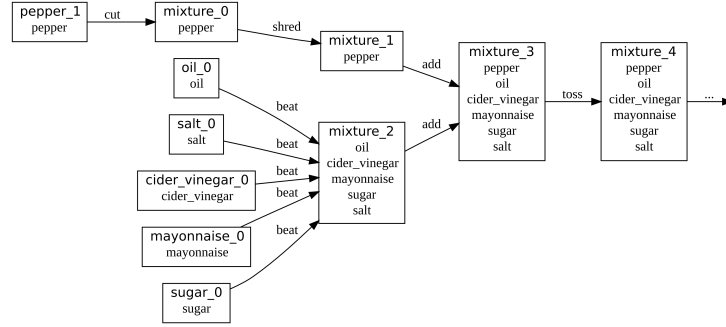 pepper_1
pepper
cut
mixture_0
pepper
shred
mixture_1
pepper
add
oil_0
oil
beat
salt_0
salt
beat
cider_vinegar_0
cider_vinegar
beat
mayonnaise_0
mayonnaise
beat
sugar_0
sugar
beat
mixture_2
oil
cider_vinegar
mayonnaise
sugar
salt
add
mixture_3
pepper
oil
cider_vinegar
mayonnaise
sugar
salt
toss
mixture_4
pepper
oil
cider_vinegar
mayonnaise
sugar
salt
...